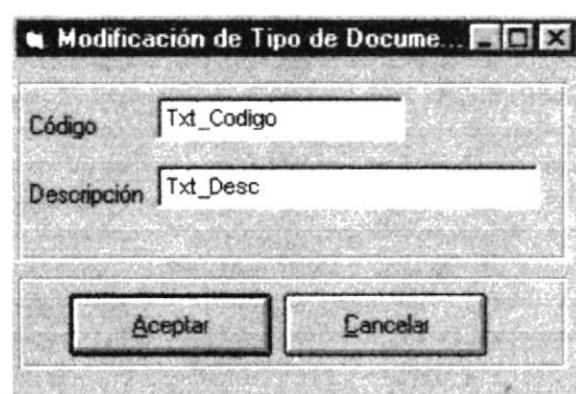 Modificación de Tipo de Docume...
Código Txt_Codigo
Descripción Txt_Desc
Aceptar Cancelar